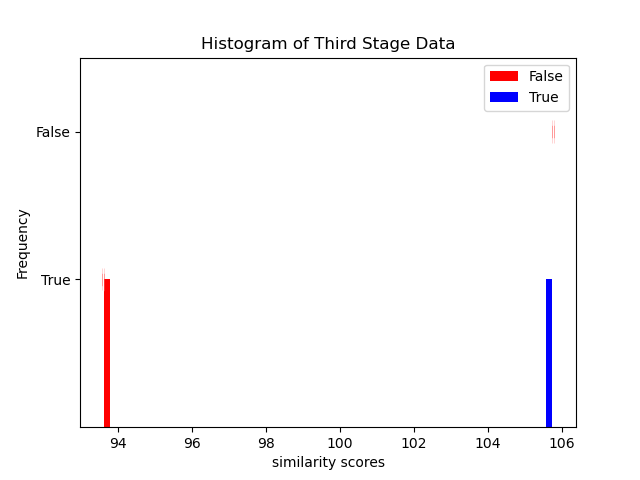 Histogram of Third Stage Data
False
True
False
True
Frequency
94 96 98 100 102 104 106
similarity scores